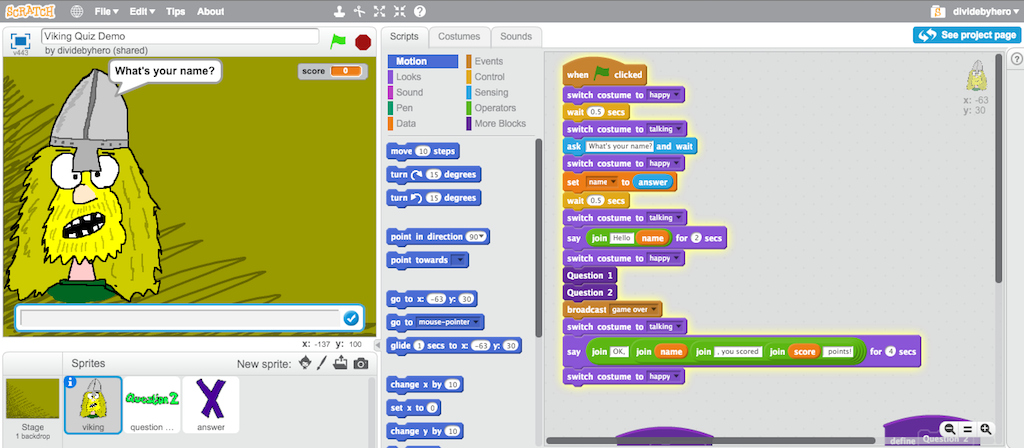 SCRATCH File Edit Tips About dividebyhero
v443 Viking Quiz Demo
by dividebyhero (shared)
Scripts Costumes Sounds
See project page
What's your name?
score 0
Motion Events
Looks Control
Sound Sensing
Pen Operators
Data More Blocks
move 10 steps
turn 15 degrees
turn 15 degrees
point in direction 90
point towards
go to x: -63 y: 30
go to mouse-pointer
glide 1 secs to x: -63 y: 30
change x by 10
set x to 0
change y by 10
when clicked
switch costume to happy
wait 0.5 secs
switch costume to talking
ask What's your name? and wait
switch costume to happy
set name to answer
wait 0.5 secs
switch costume to talking
say join Hello name for 2 secs
switch costume to happy
Question 1
Question 2
broadcast game over
switch costume to talking
say join OK, join name join , you scored join score points! for 4 secs
switch costume to happy
define Question 2
x: -63
y: 30
x: -137 y: 100
Sprites New sprite:
Stage
1 backdrop
viking
Question 2
question ...
answer